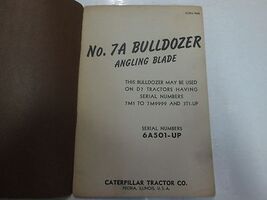 No. 7A BULLDOZER
ANGLING BLADE
THIS BULLDOZER MAY BE USED
ON D7 TRACTORS HAVING
SERIAL NUMBERS
7M1 TO 7M9999 AND 3T1-UP
SERIAL NUMBERS
6A501-UP
CATERPILLAR TRACTOR CO.
PEORIA, ILLINOIS, U.S.A.